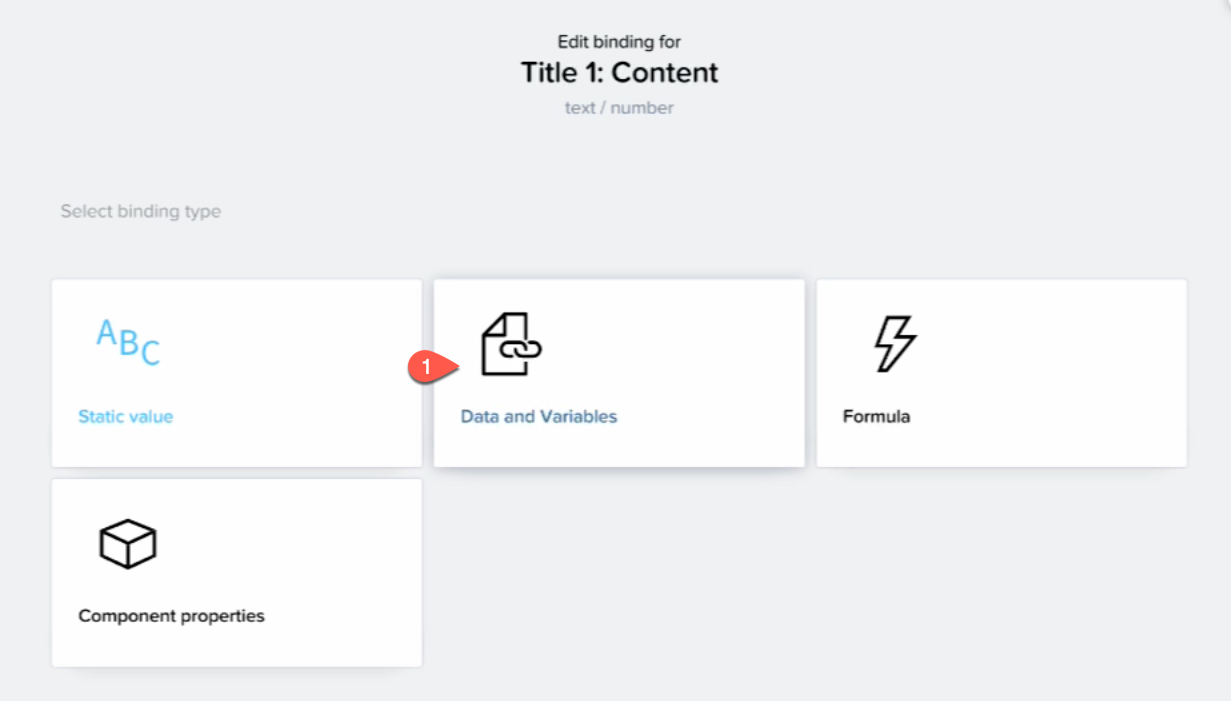 Edit binding for
Title 1: Content
text / number
Select binding type
ABC
Static value
1
Data and Variables
Formula
Component properties